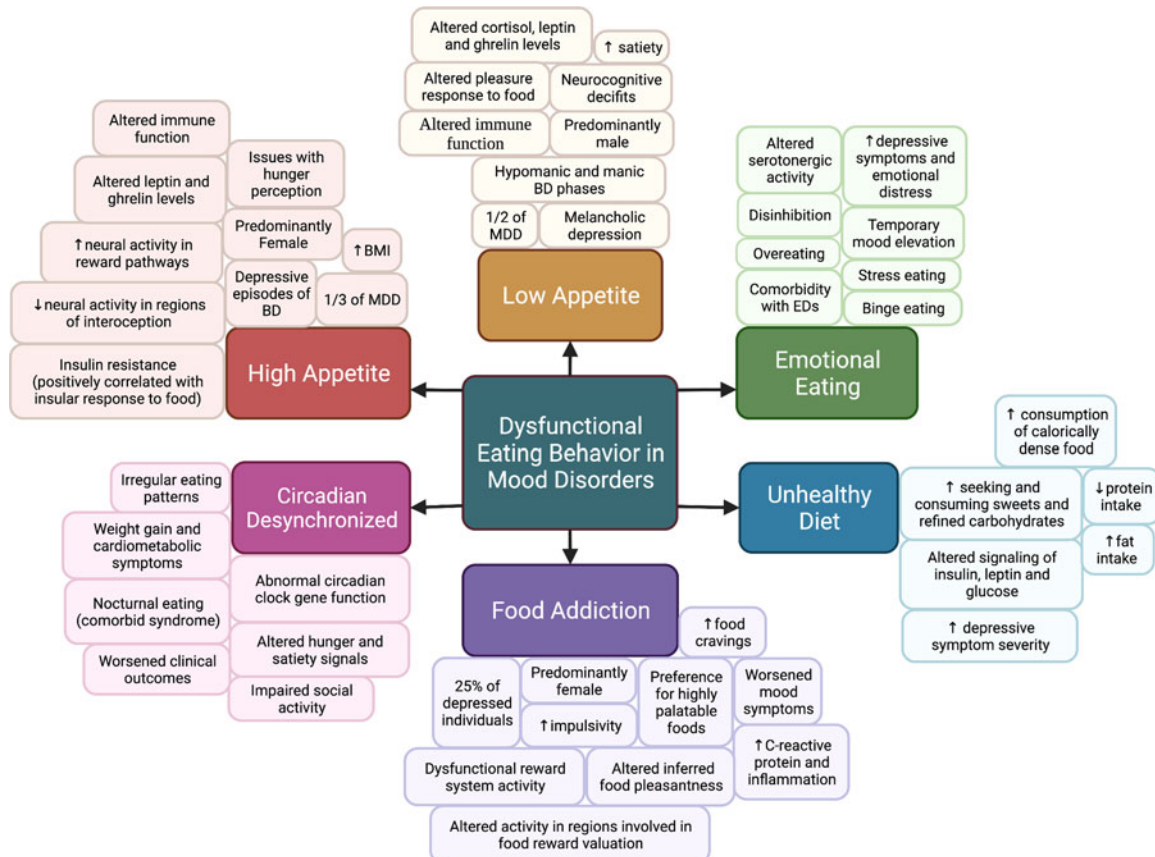 Altered cortisol, leptin
and ghrelin levels
↑ satiety
Altered pleasure
response to food
Neurocognitive
decifits
Altered immune
function
Predominantly
male
Hypomanic and manic
BD phases
1/2 of
MDD
Melancholic
depression
Low Appetite
Altered immune
function
Issues with
hunger
perception
Altered leptin and
ghrelin levels
Predominantly
Female
↑neural activity in
reward pathways
↑BMI
Depressive
episodes of
BD
1/3 of MDD
↓neural activity in regions
of interoception
Insulin resistance
(positively correlated with
insular response to food)
High Appetite
Altered
serotonergic
activity
↑depressive
symptoms and
emotional
distress
Disinhibition
Temporary
mood elevation
Overeating
Stress eating
Comorbidity
with EDs
Binge eating
Emotional
Eating
Dysfunctional
Eating Behavior in
Mood Disorders
Circadian
Desynchronized
Irregular eating
patterns
Weight gain and
cardiometabolic
symptoms
Abnormal circadian
clock gene function
Nocturnal eating
(comorbid syndrome)
Altered hunger and
satiety signals
Worsened clinical
outcomes
Impaired social
activity
Unhealthy
Diet
↑ consumption
of calorically
dense food
↑ seeking and
consuming sweets and
refined carbohydrates
↓protein
intake
↑fat
intake
Altered signaling of
insulin, leptin and
glucose
↑ depressive
symptom severity
Food Addiction
↑food
cravings
25% of
depressed
individuals
Predominantly
female
↑impulsivity
Preference
for highly
palatable
foods
Worsened
mood
symptoms
↑C-reactive
protein and
inflammation
Dysfunctional reward
system activity
Altered inferred
food pleasantness
Altered activity in regions involved in
food reward valuation